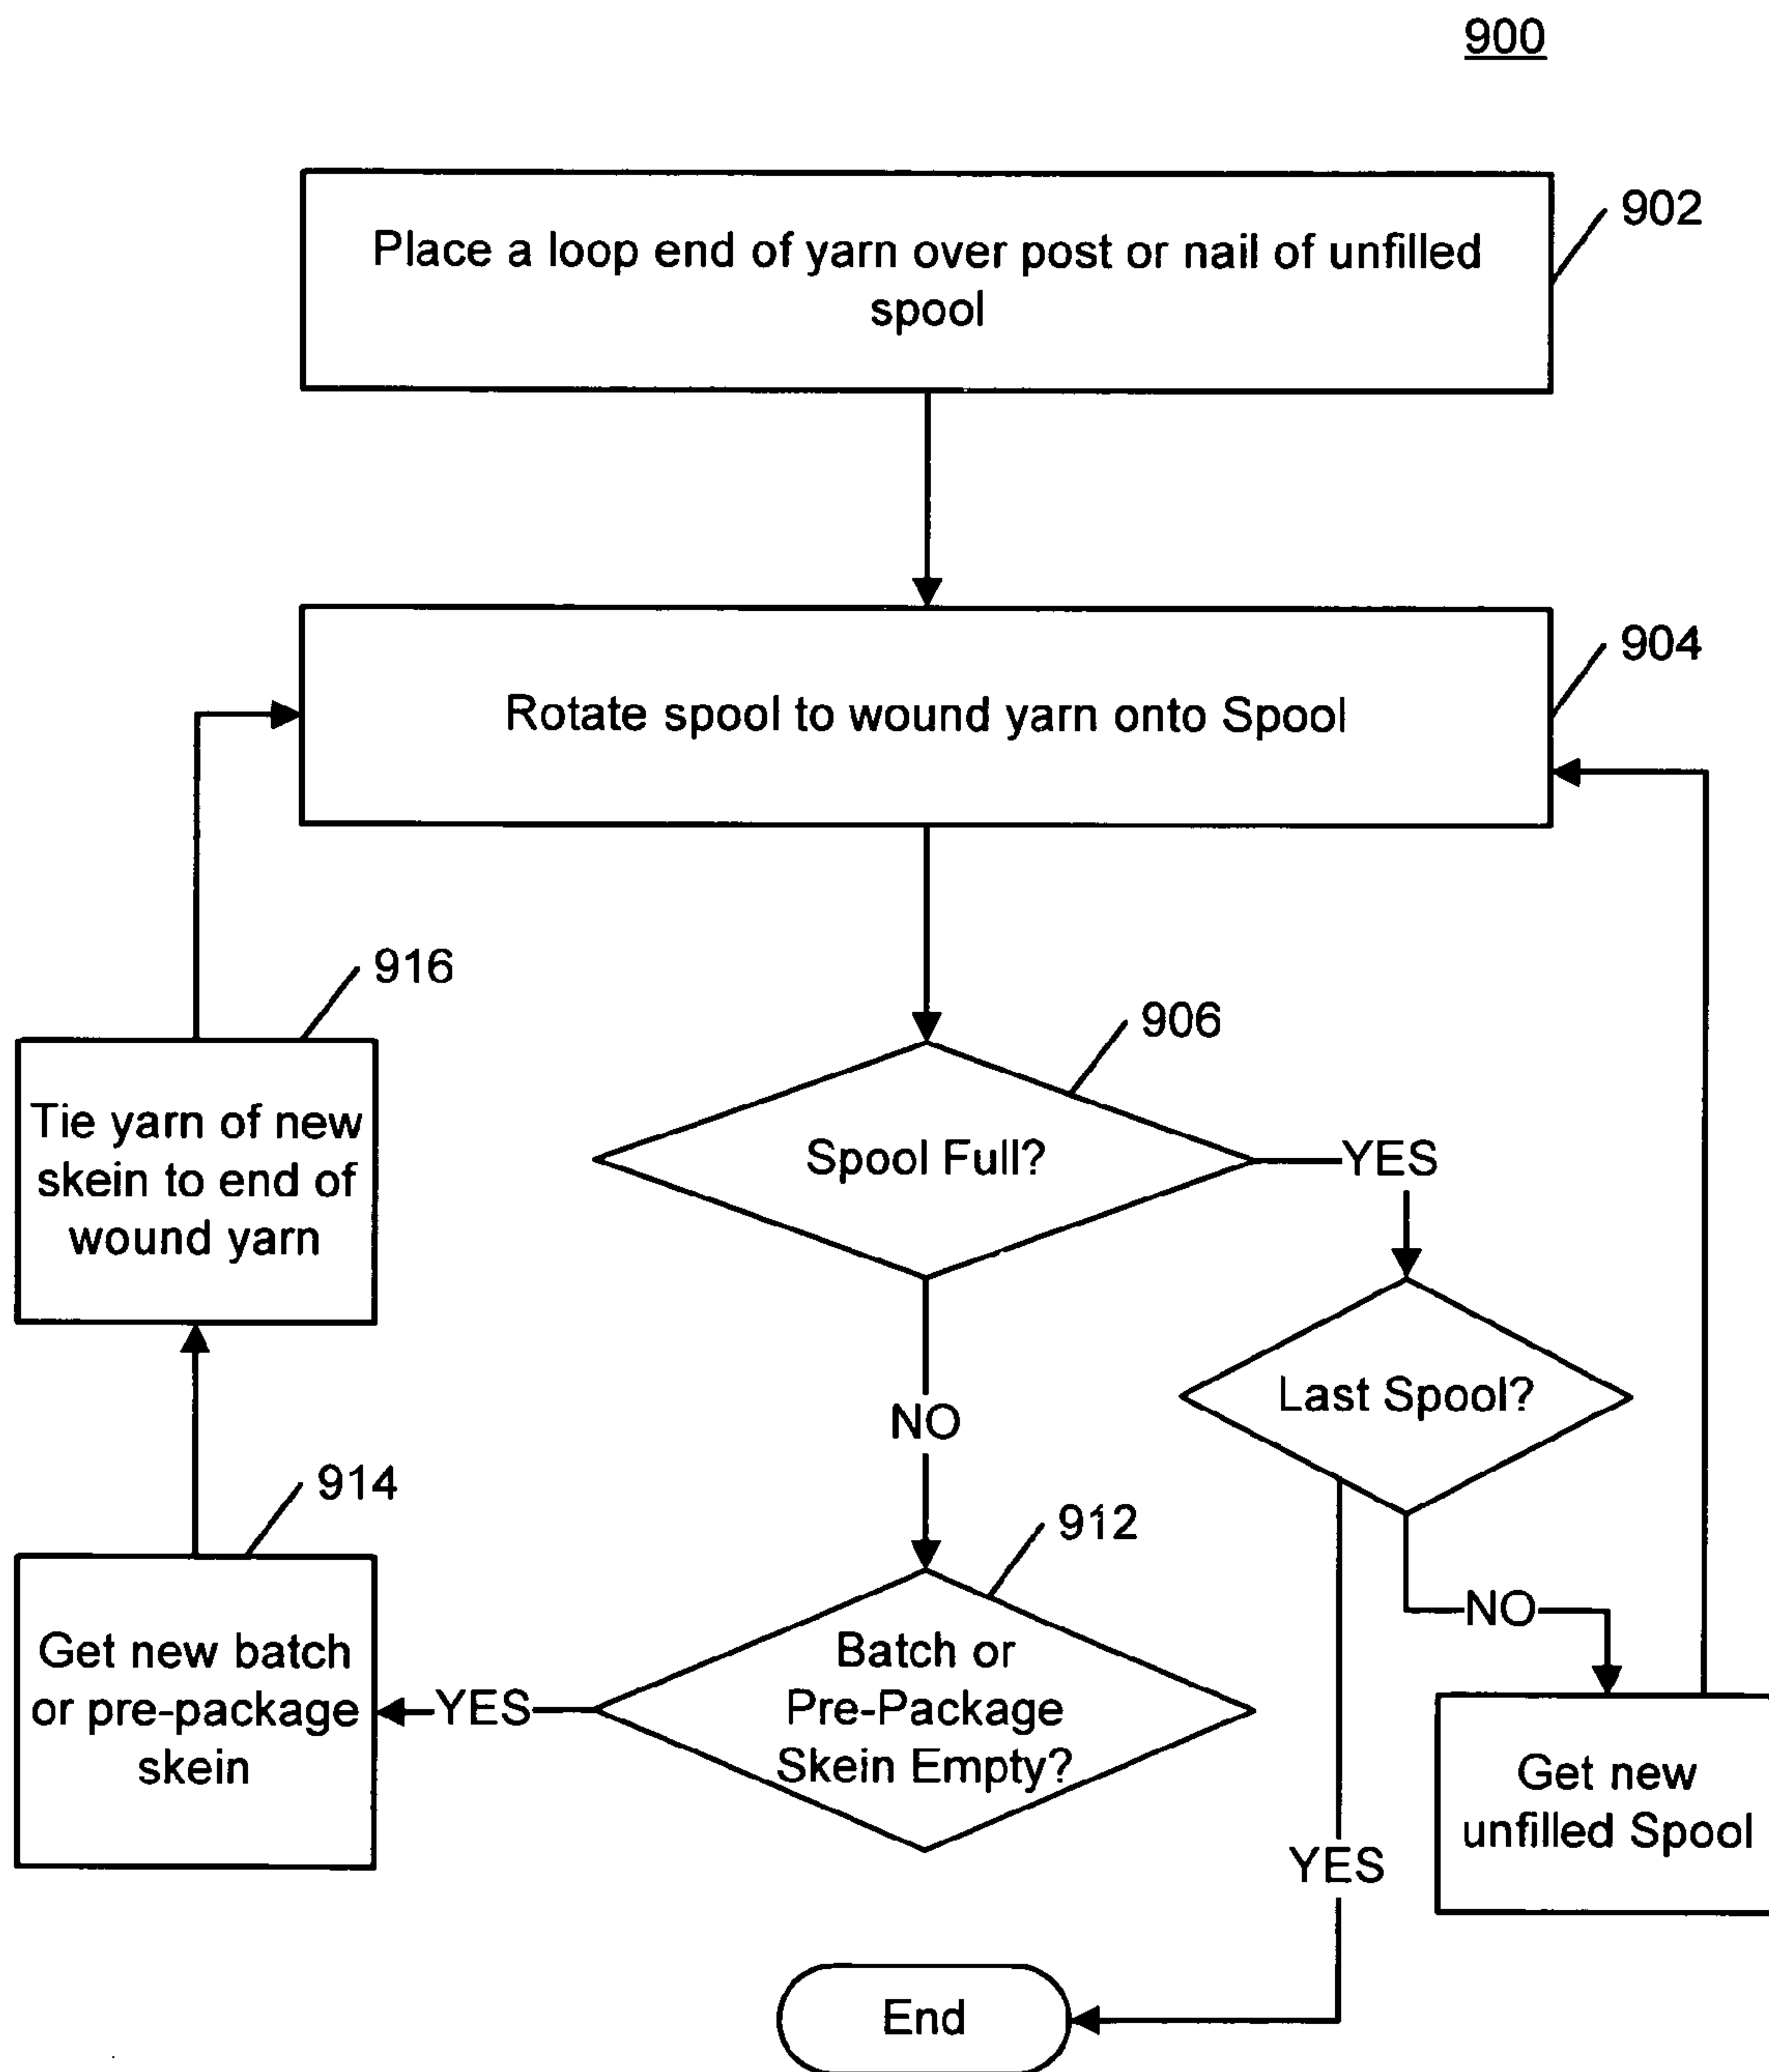 900
Place a loop end of yarn over post or nail of unfilled
spool
902
Rotate spool to wound yarn onto Spool
904
916
Tie yarn of new
skein to end of
wound yarn
906
Spool Full?
YES
Last Spool?
NO
914
912
Get new batch
or pre-package
skein
YES
Batch or
Pre-Package
Skein Empty?
NO
Get new
unfilled Spool
YES
End